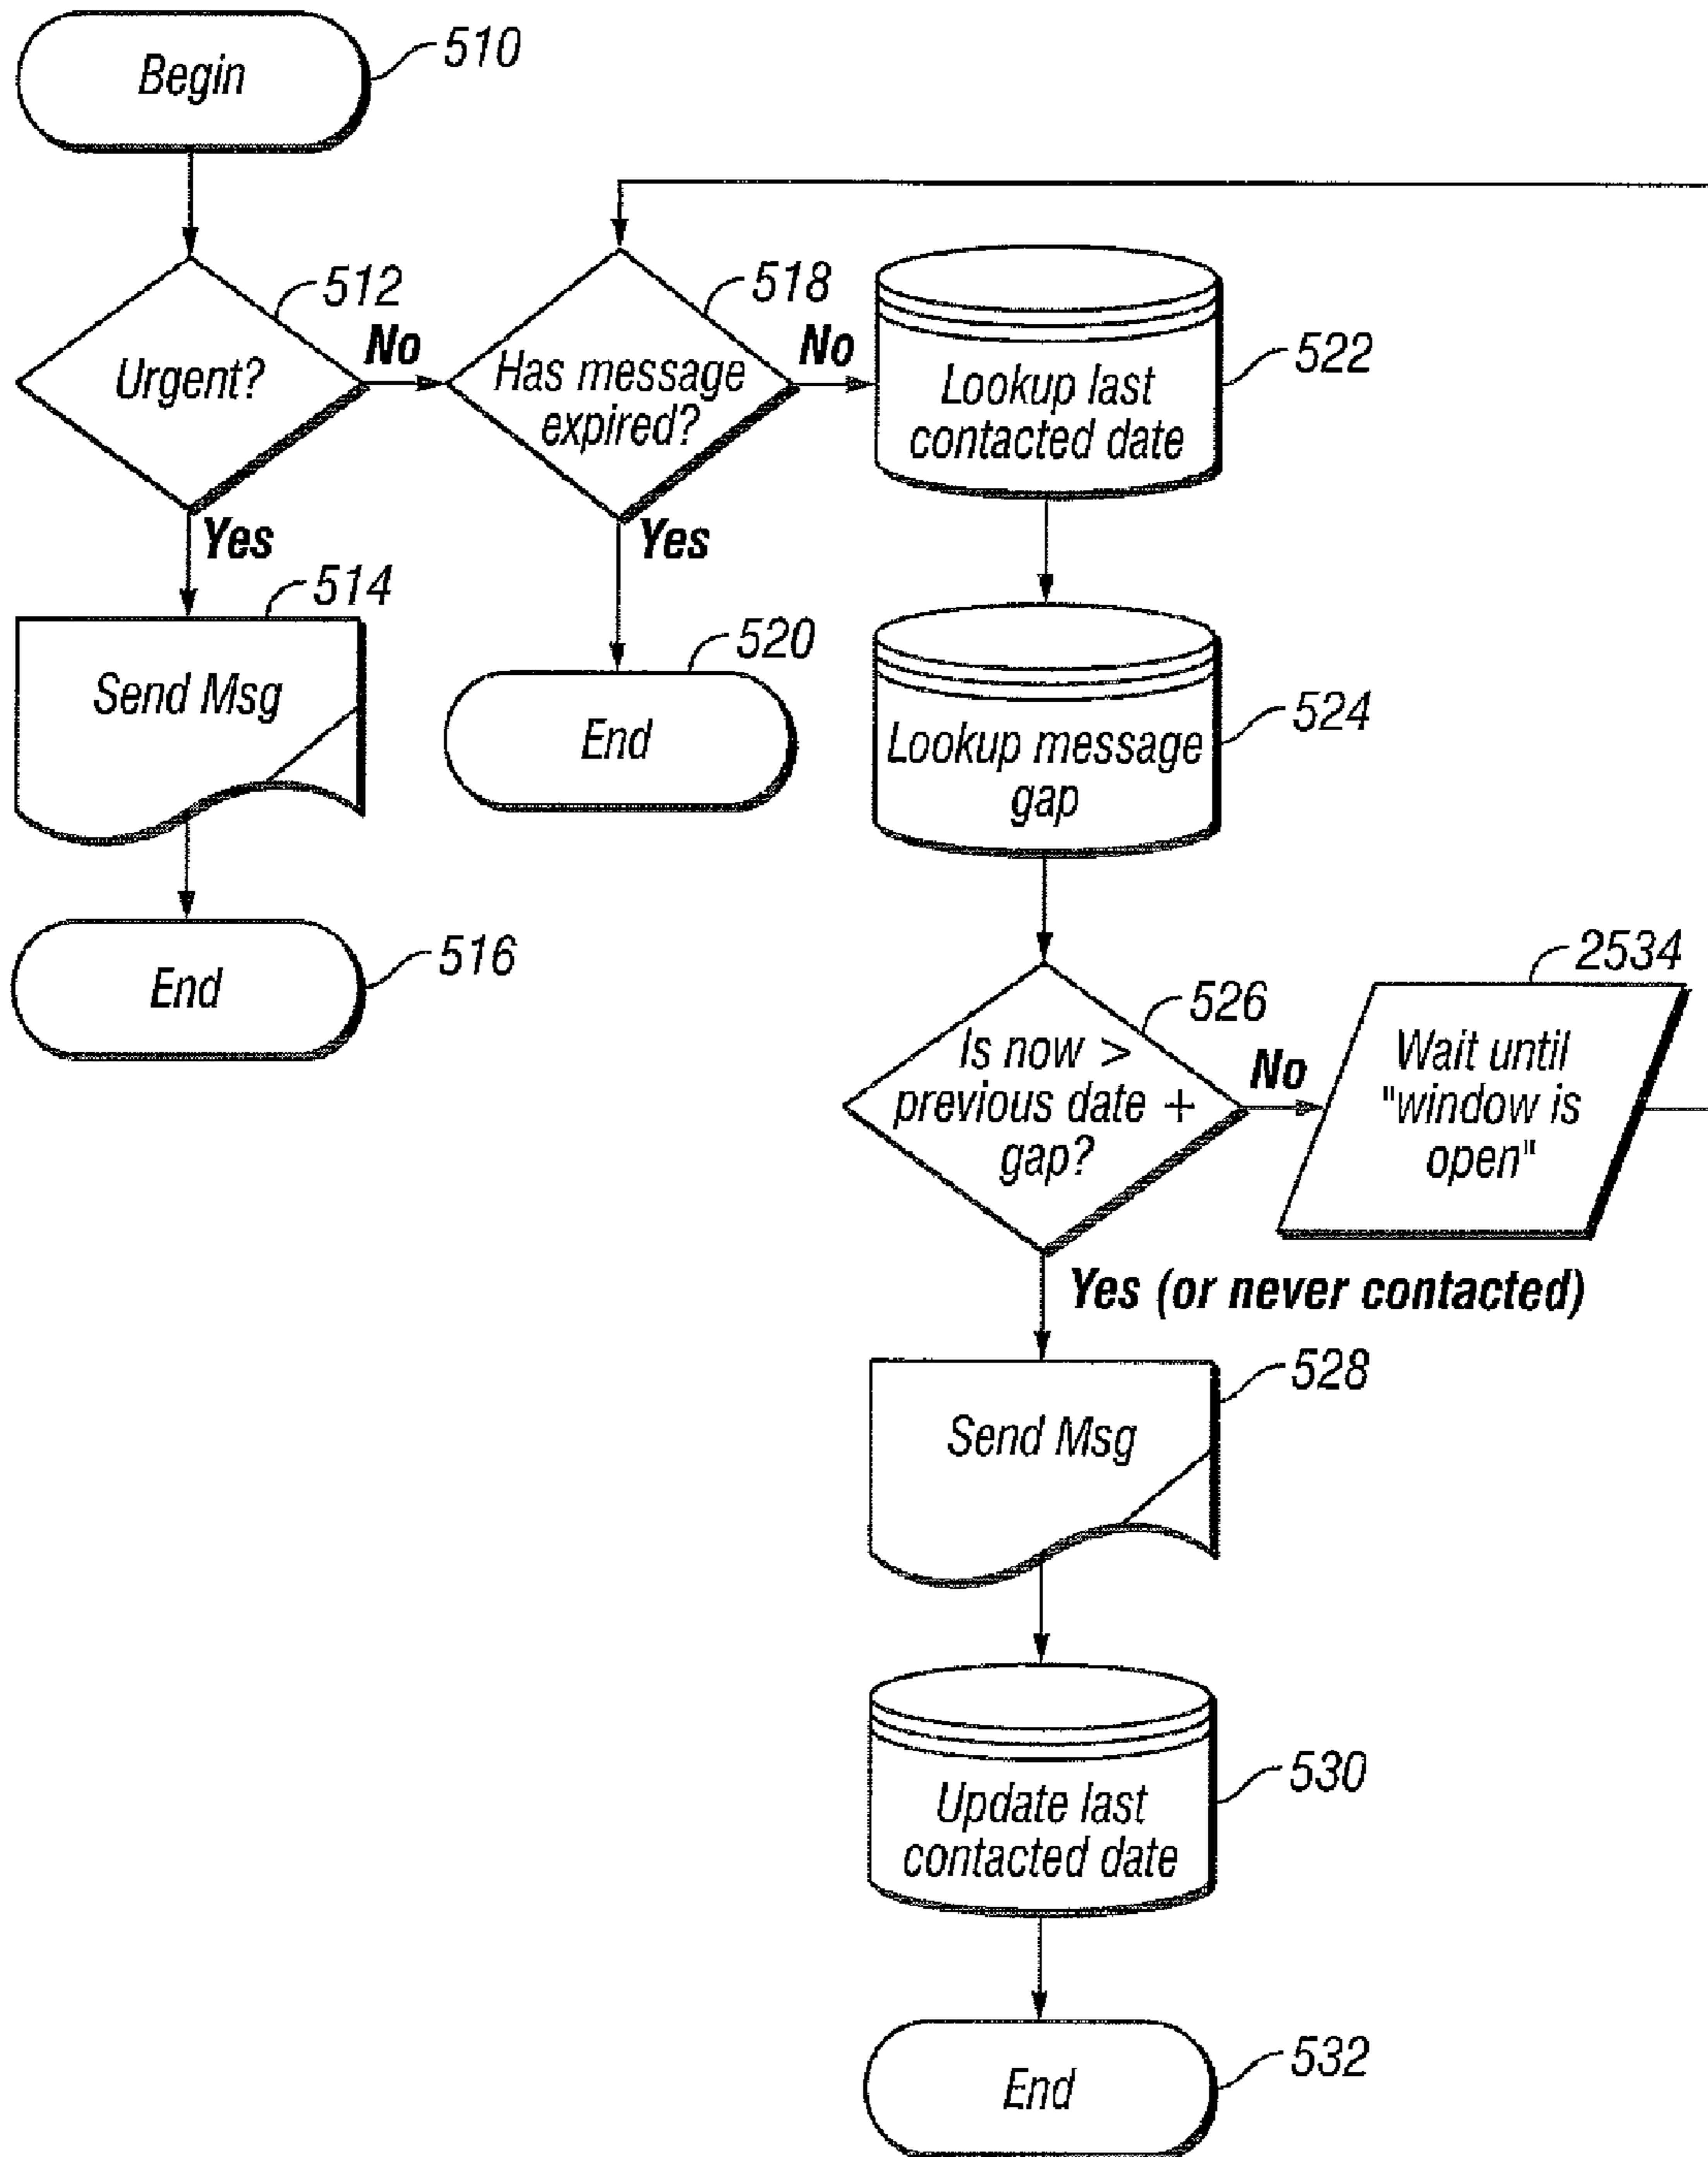 Begin
510
512
Urgent?
No
Yes
514
Send Msg
End
516
518
Has message
expired?
No
Yes
520
End
522
Lookup last
contacted date
524
Lookup message
gap
526
Is now >
previous date +
gap?
No
2534
Wait until
"window is
open"
Yes (or never contacted)
528
Send Msg
530
Update last
contacted date
End
532